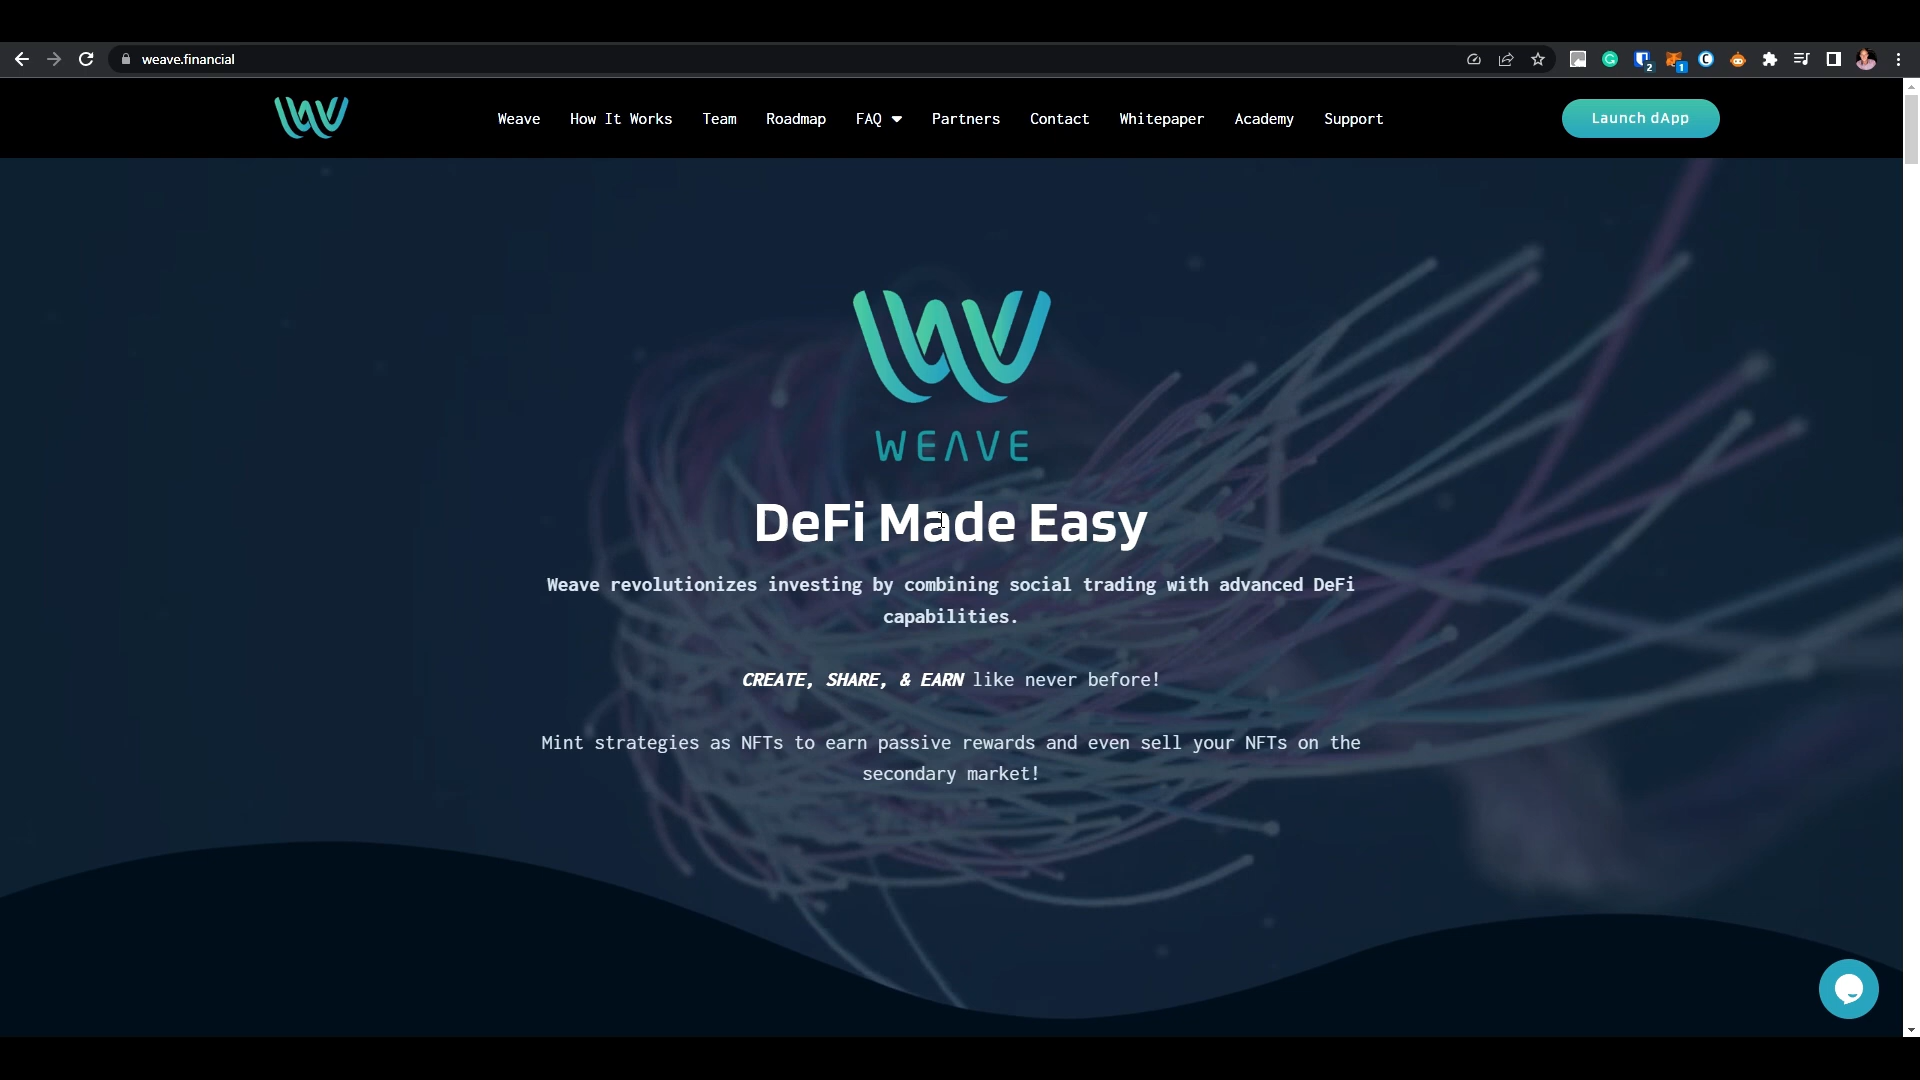 weave.financial
2
1
Weave How It Works Team Roadmap FAQ Partners Contact Whitepaper Academy Support Launch dApp
WEAVE
DeFi Made Easy
Weave revolutionizes investing by combining social trading with advanced DeFi
capabilities.
CREATE, SHARE, & EARN like never before!
Mint strategies as NFTs to earn passive rewards and even sell your NFTs on the
secondary market!